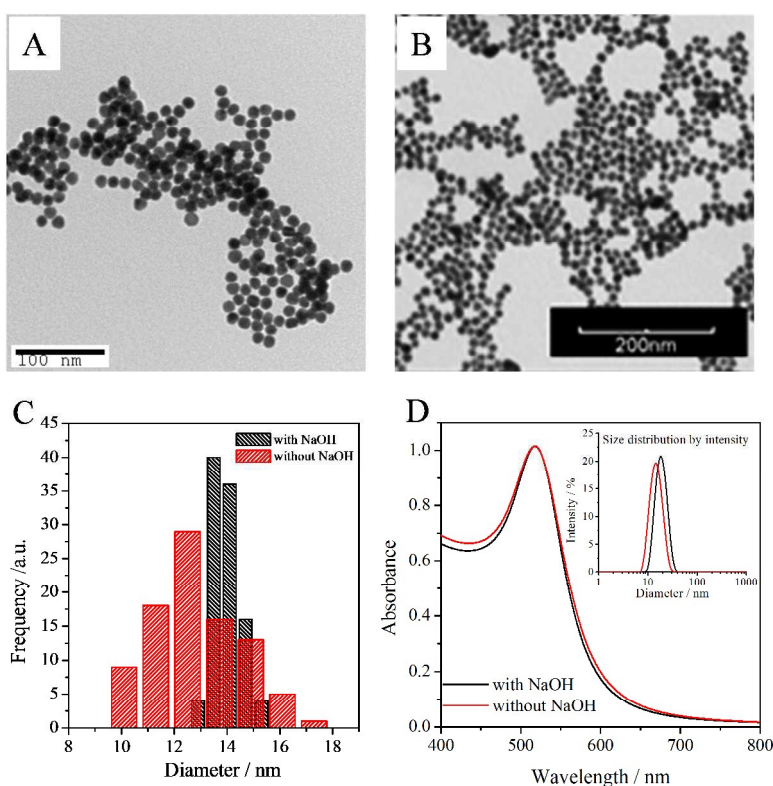 A
100 nm
B
200nm
C
45
40
35
30
25
20
15
10
5
0
8
10
12
14
16
18
Frequency /a.u.
Diameter / nm
with NaOH
without NaOH
D
1.0
0.8
0.6
0.4
0.2
0.0
400
500
600
700
800
Absorbance
Wavelength / nm
with NaOH
without NaOH
Size distribution by intensity
25
20
15
10
5
0
1
10
100
1000
Intensity / %
Diameter / nm